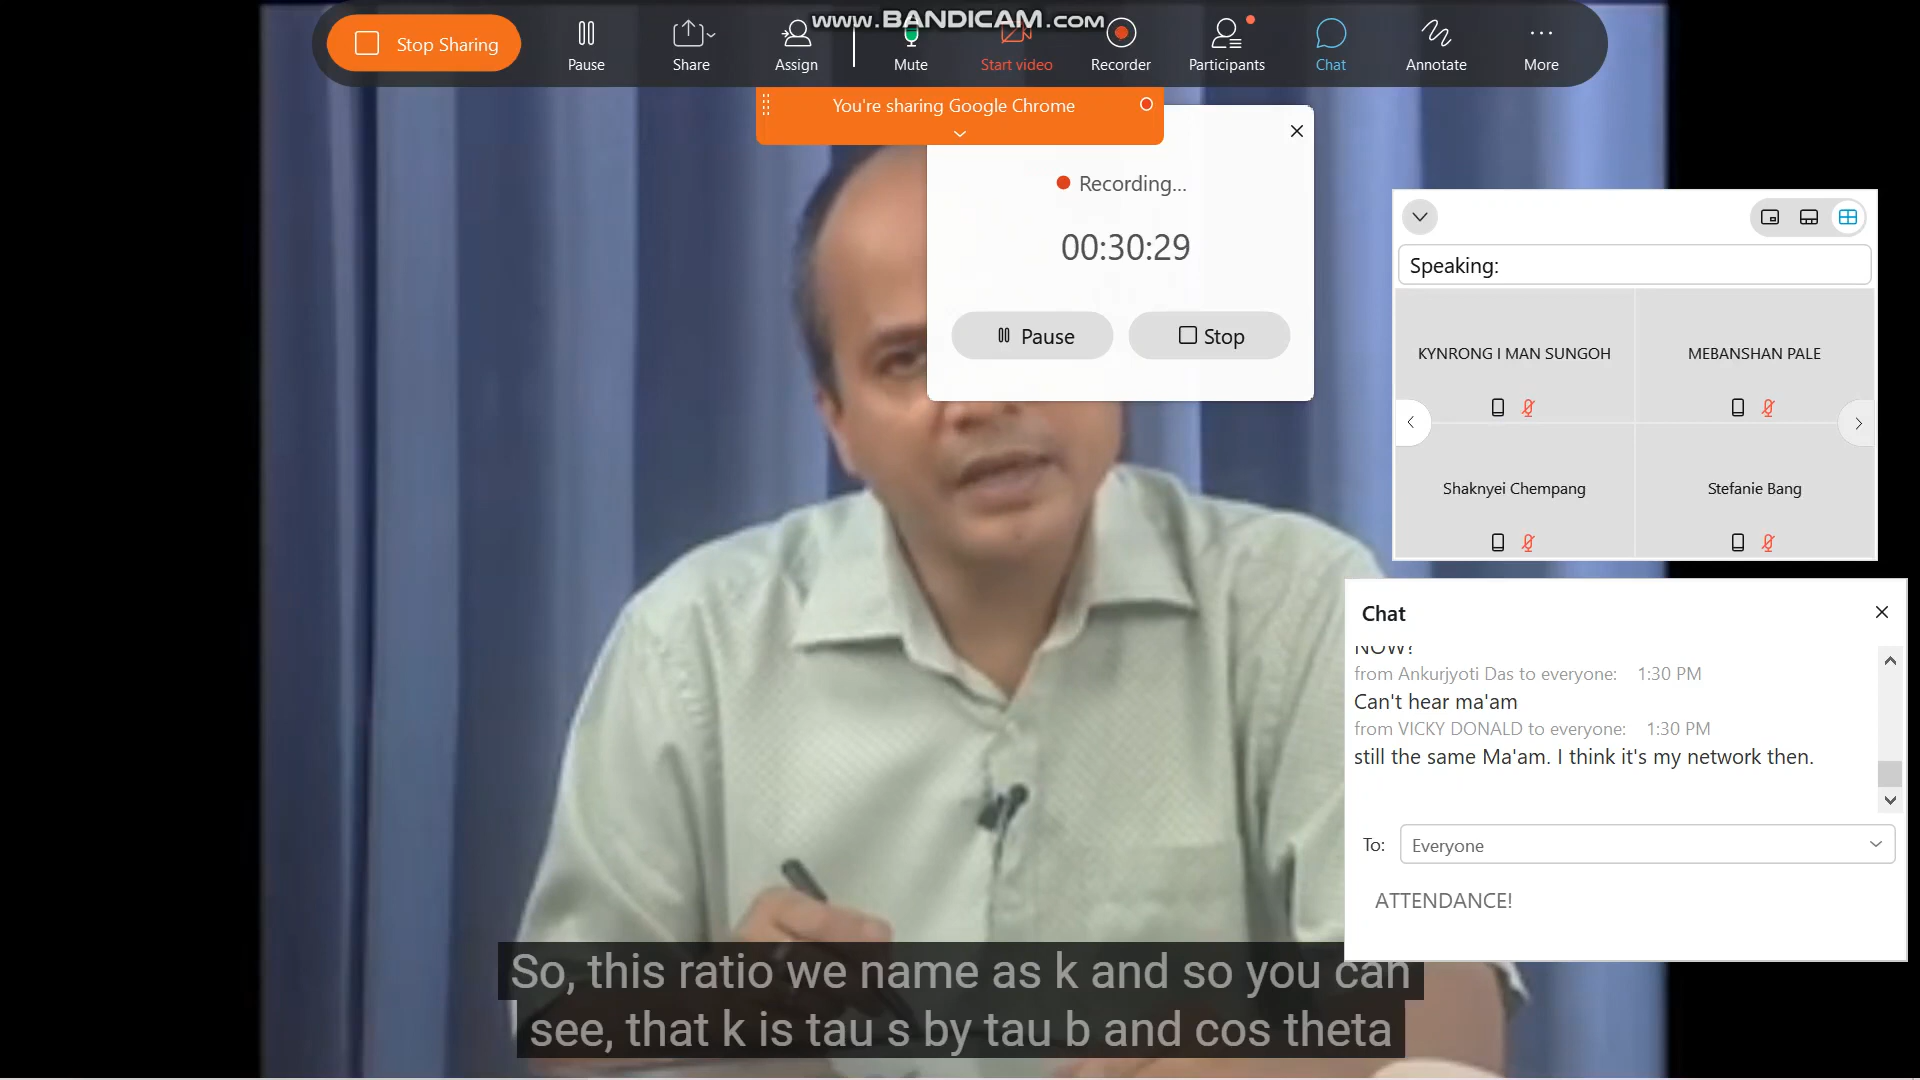 www.BANDICAM.com
Stop Sharing
Pause
Share
Assign
Mute
Start video
Recorder
Participants
Chat
Annotate
More
You're sharing Google Chrome
Recording...
00:30:29
Pause
Stop
Speaking:
KYNRONG I MAN SUNGOH
MEBANSHAN PALE
Shaknyei Chempang
Stefanie Bang
Chat
NOW?
from Ankurjyoti Das to everyone: 1:30 PM
Can't hear ma'am
from VICKY DONALD to everyone: 1:30 PM
still the same Ma'am. I think it's my network then.
To: Everyone
ATTENDANCE!
So, this ratio we name as k and so you can
see, that k is tau s by tau b and cos theta